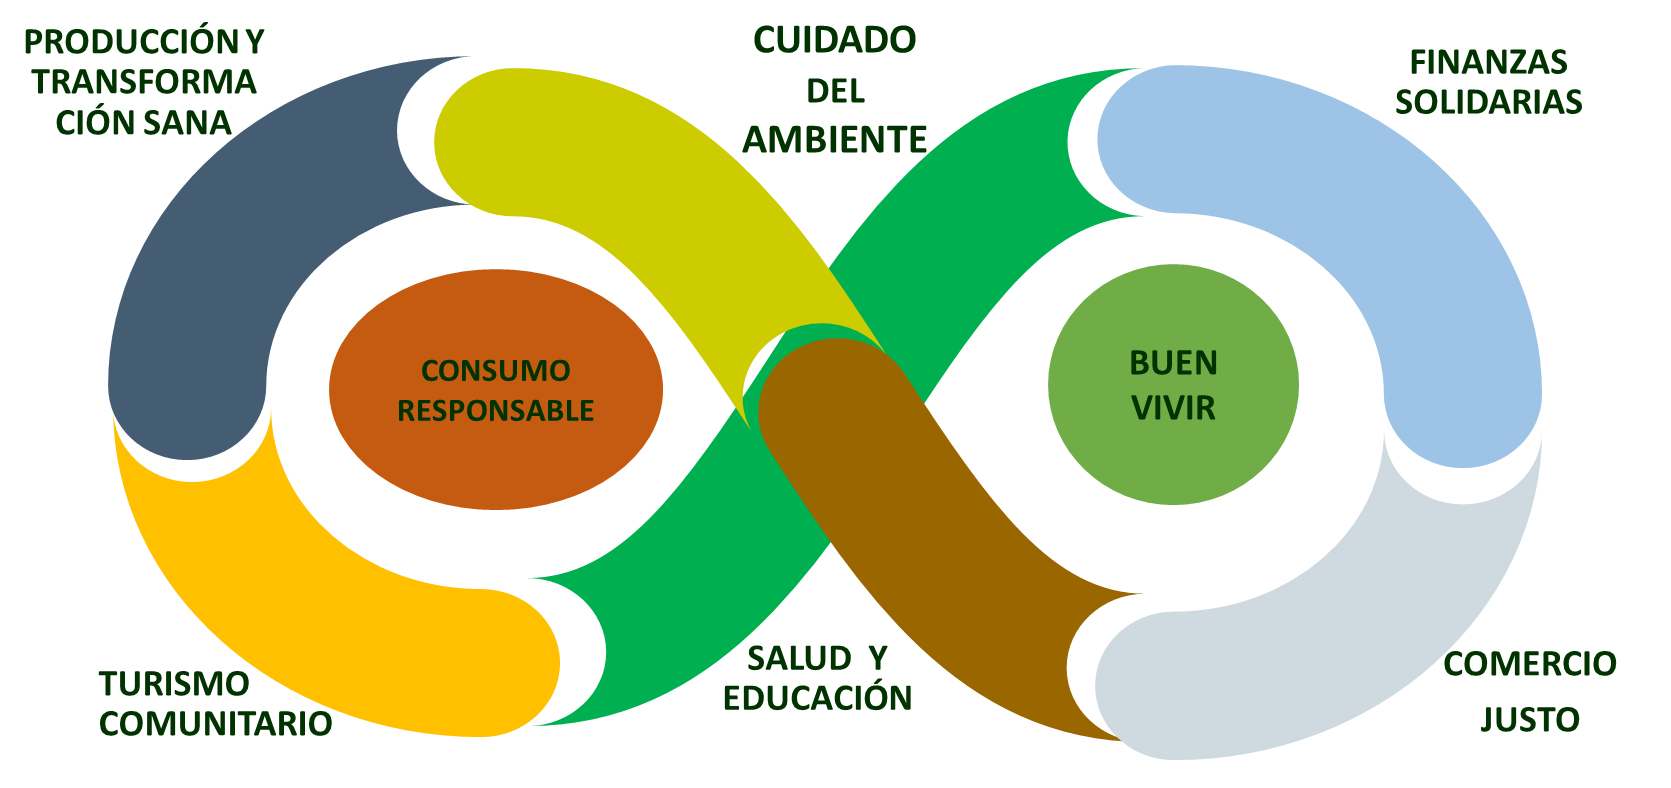 PRODUCCIÓN Y
TRANSFORMA
CIÓN SANA
CUIDADO
DEL
AMBIENTE
FINANZAS
SOLIDARIAS
CONSUMO
RESPONSABLE
BUEN
VIVIR
TURISMO
COMUNITARIO
SALUD Y
EDUCACIÓN
COMERCIO
JUSTO